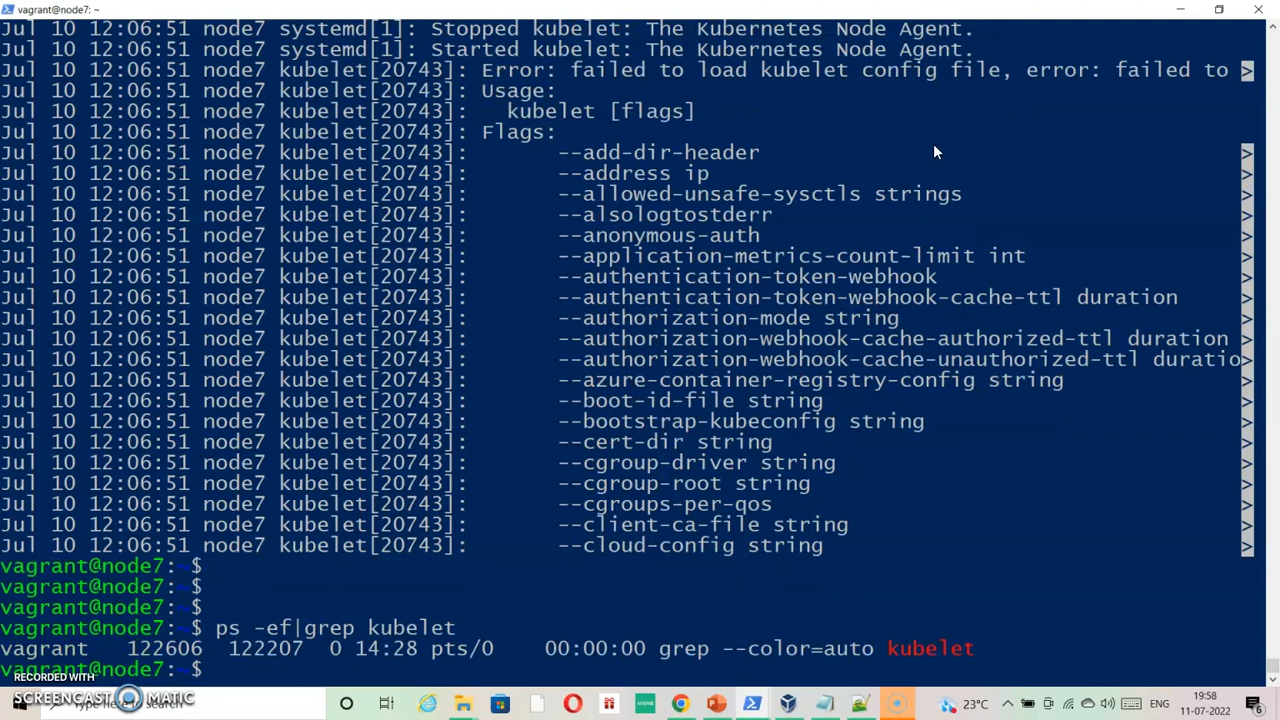 vagrant@node7: ~
Jul 10 12:06:51 node7 systemd[1]: Stopped kubelet: The Kubernetes Node Agent.
Jul 10 12:06:51 node7 systemd[1]: Started kubelet: The Kubernetes Node Agent.
Jul 10 12:06:51 node7 kubelet[20743]: Error: failed to load kubelet config file, error: failed to >
Jul 10 12:06:51 node7 kubelet[20743]: Usage:
Jul 10 12:06:51 node7 kubelet[20743]:   kubelet [flags]
Jul 10 12:06:51 node7 kubelet[20743]: Flags:
Jul 10 12:06:51 node7 kubelet[20743]:       --add-dir-header >
Jul 10 12:06:51 node7 kubelet[20743]:       --address ip >
Jul 10 12:06:51 node7 kubelet[20743]:       --allowed-unsafe-sysctls strings >
Jul 10 12:06:51 node7 kubelet[20743]:       --alsologtostderr >
Jul 10 12:06:51 node7 kubelet[20743]:       --anonymous-auth >
Jul 10 12:06:51 node7 kubelet[20743]:       --application-metrics-count-limit int >
Jul 10 12:06:51 node7 kubelet[20743]:       --authentication-token-webhook >
Jul 10 12:06:51 node7 kubelet[20743]:       --authentication-token-webhook-cache-ttl duration >
Jul 10 12:06:51 node7 kubelet[20743]:       --authorization-mode string >
Jul 10 12:06:51 node7 kubelet[20743]:       --authorization-webhook-cache-authorized-ttl duration >
Jul 10 12:06:51 node7 kubelet[20743]:       --authorization-webhook-cache-unauthorized-ttl duratio>
Jul 10 12:06:51 node7 kubelet[20743]:       --azure-container-registry-config string >
Jul 10 12:06:51 node7 kubelet[20743]:       --boot-id-file string >
Jul 10 12:06:51 node7 kubelet[20743]:       --bootstrap-kubeconfig string >
Jul 10 12:06:51 node7 kubelet[20743]:       --cert-dir string >
Jul 10 12:06:51 node7 kubelet[20743]:       --cgroup-driver string >
Jul 10 12:06:51 node7 kubelet[20743]:       --cgroup-root string >
Jul 10 12:06:51 node7 kubelet[20743]:       --cgroups-per-qos >
Jul 10 12:06:51 node7 kubelet[20743]:       --client-ca-file string >
Jul 10 12:06:51 node7 kubelet[20743]:       --cloud-config string >
vagrant@node7:~$
vagrant@node7:~$
vagrant@node7:~$
vagrant@node7:~$ ps -ef|grep kubelet
vagrant   122606  122207  0 14:28 pts/0    00:00:00 grep --color=auto kubelet
vagrant@node7:~$
RECORDED WITH
SCREENCAST MATIC
Type here to search
23°C
ENG
19:58
11-07-2022
6